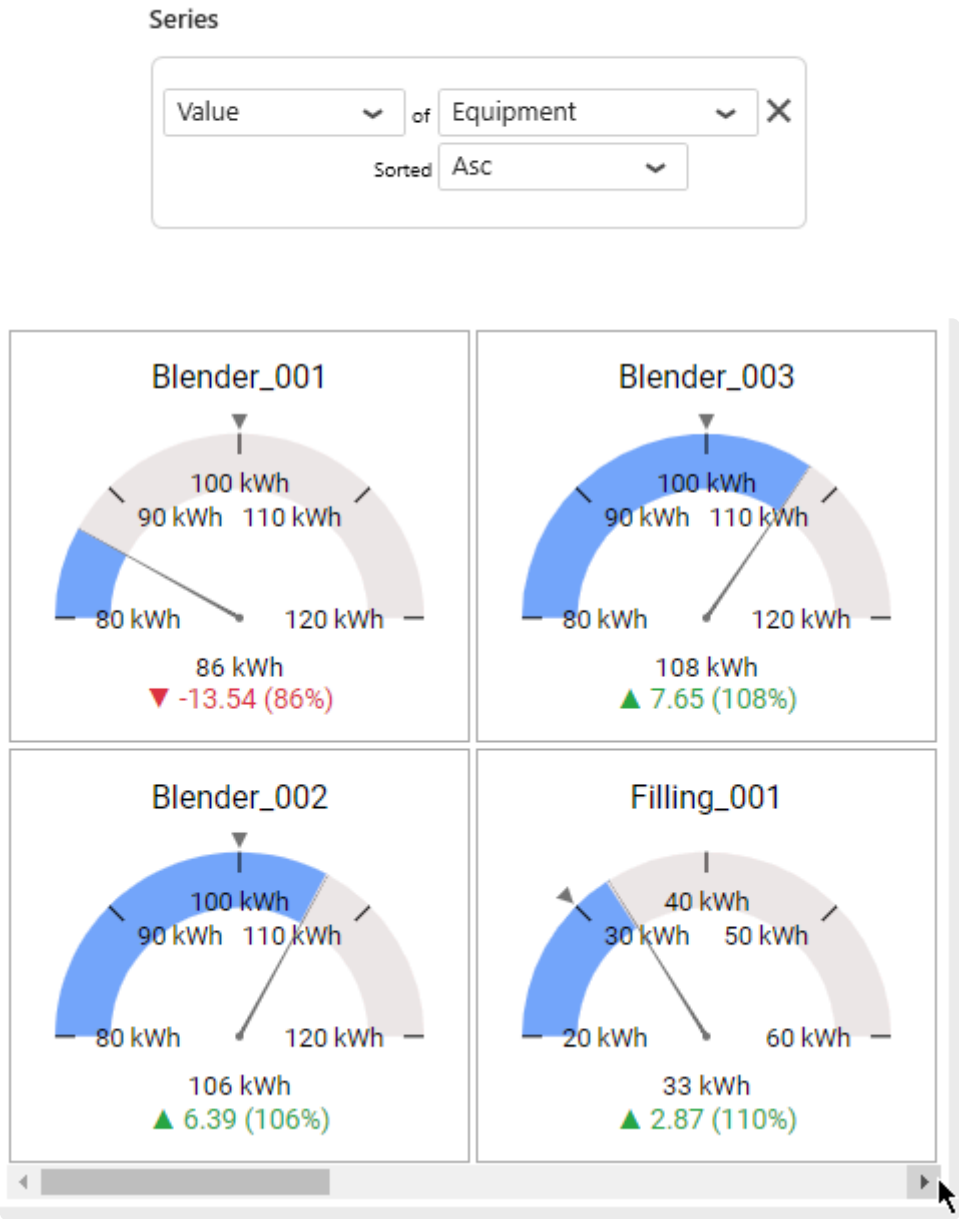 Series
Value of Equipment
Sorted Asc
Blender_001
100 kWh
90 kWh 110 kWh
80 kWh 120 kWh
86 kWh
▼ -13.54 (86%)
Blender_003
100 kWh
90 kWh 110 kWh
80 kWh 120 kWh
108 kWh
▲ 7.65 (108%)
Blender_002
100 kWh
90 kWh 110 kWh
80 kWh 120 kWh
106 kWh
▲ 6.39 (106%)
Filling_001
40 kWh
30 kWh 50 kWh
20 kWh 60 kWh
33 kWh
▲ 2.87 (110%)